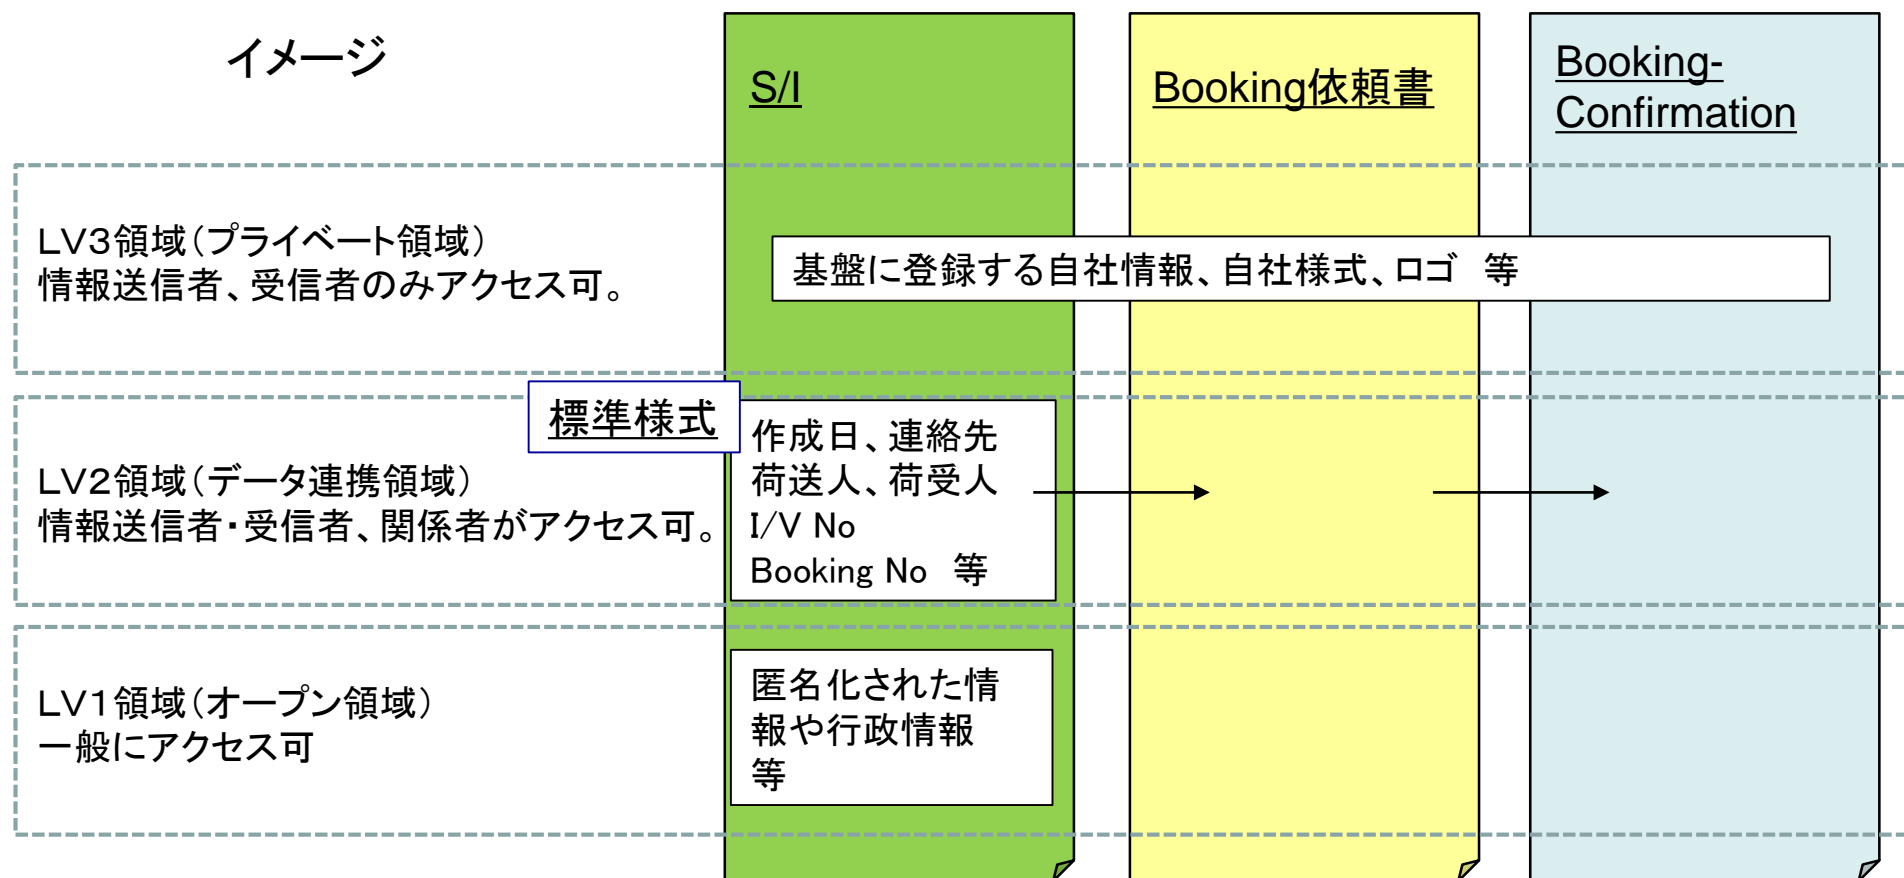 イメージ
S/I
Booking依頼書
Booking-
Confirmation
LV3領域(プライベート領域)
情報送信者、受信者のみアクセス可。
基盤に登録する自社情報、自社様式、ロゴ 等
標準様式
LV2領域(データ連携領域)
情報送信者・受信者、関係者がアクセス可。
作成日、連絡先
荷送人、荷受人
I/V No
Booking No 等
LV1領域(オープン領域)
一般にアクセス可
匿名化された情
報や行政情報
等